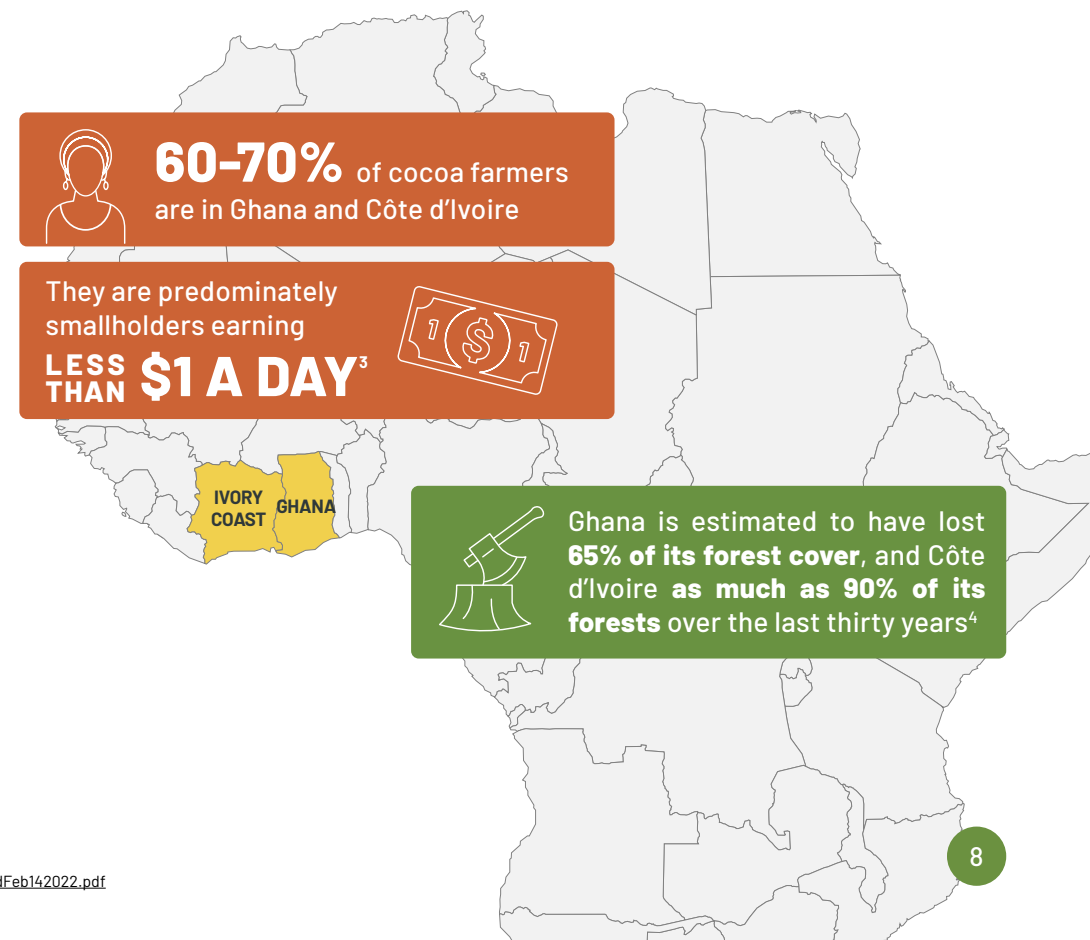 60-70% of cocoa farmers
are in Ghana and Côte d’Ivoire
They are predominately
smallholders earning
LESS
THAN $1 A DAY³
1 $ 1
IVORY
COAST
GHANA
Ghana is estimated to have lost
65% of its forest cover, and Côte
d’Ivoire as much as 90% of its
forests over the last thirty years⁴
8
dFeb142022.pdf